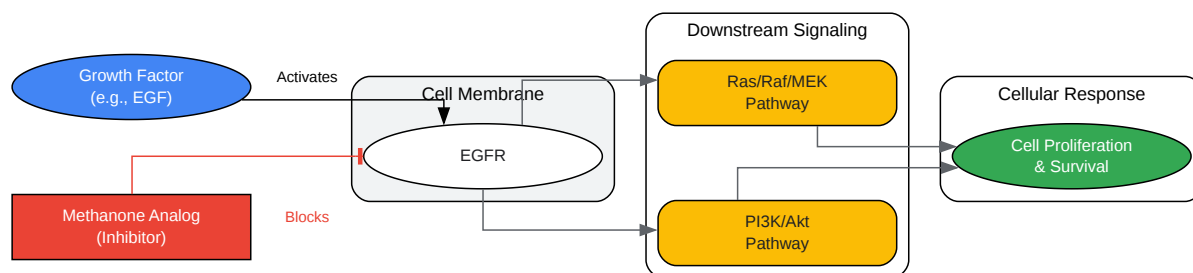 Growth Factor
(e.g., EGF)
Activates
Methanone Analog
(Inhibitor)
Blocks
Cell Membrane
EGFR
Downstream Signaling
Ras/Raf/MEK
Pathway
PI3K/Akt
Pathway
Cellular Response
Cell Proliferation
& Survival